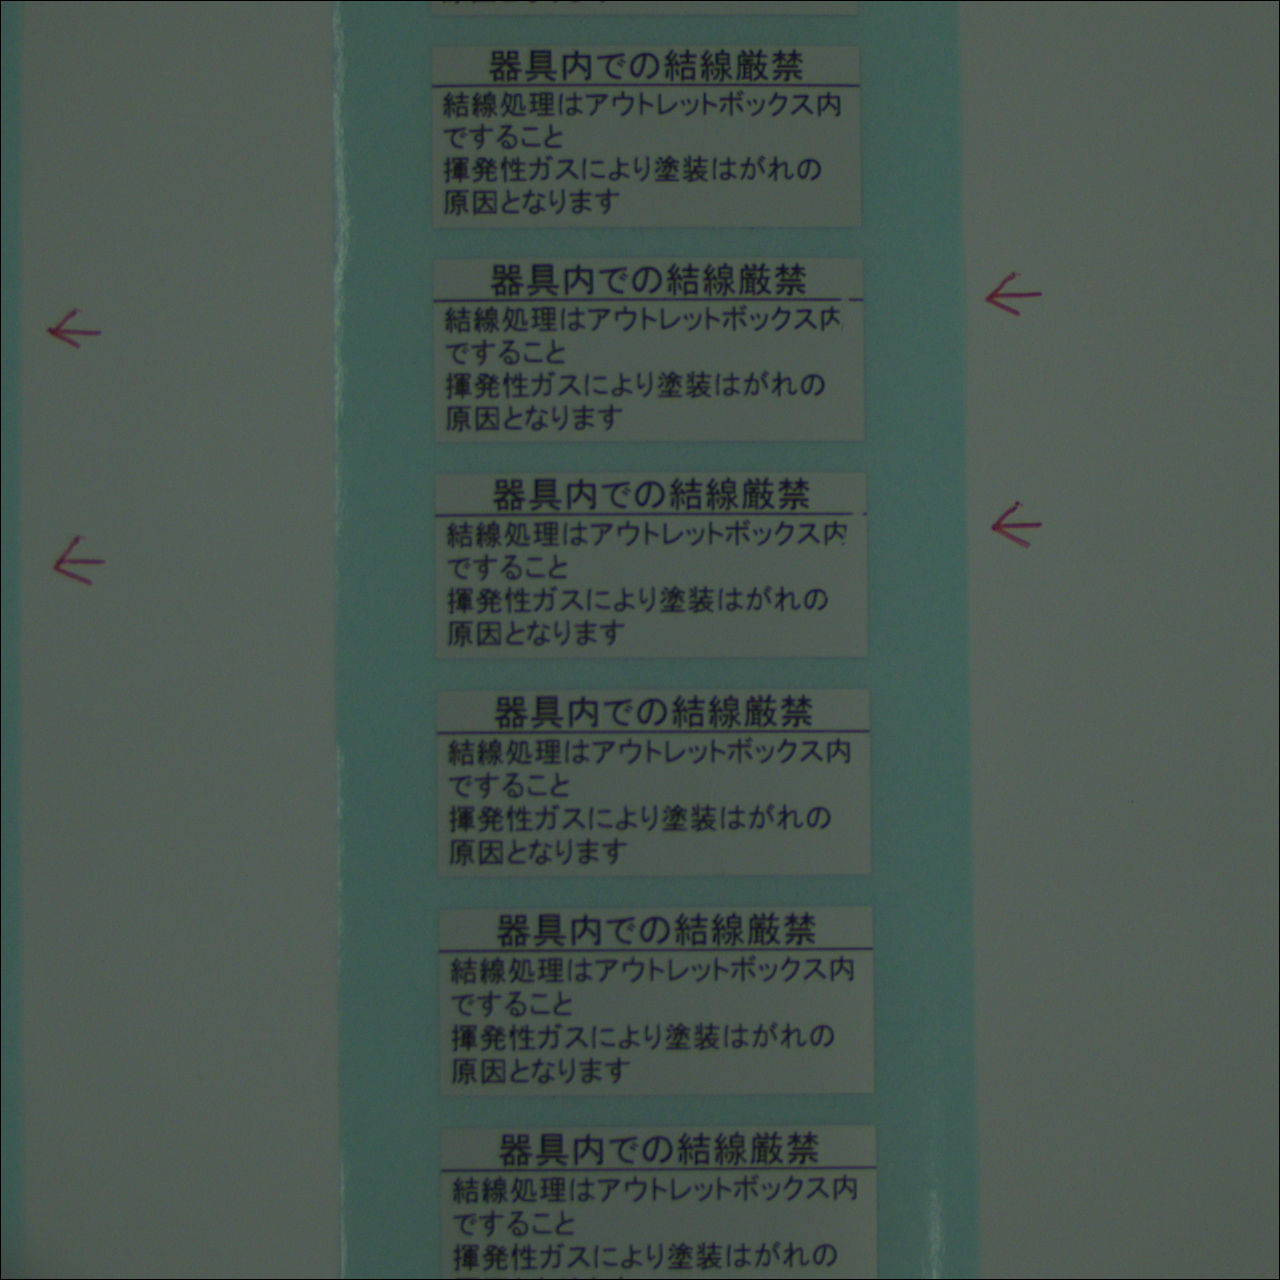 器具内での結線厳禁
結線処理はアウトレットボックス内
ですること
揮発性ガスにより塗装はがれの
原因となります
器具内での結線厳禁
結線処理はアウトレットボックス内
ですること
揮発性ガスにより塗装はがれの
原因となります
器具内での結線厳禁
結線処理はアウトレットボックス内
ですること
揮発性ガスにより塗装はがれの
原因となります
器具内での結線厳禁
結線処理はアウトレットボックス内
ですること
揮発性ガスにより塗装はがれの
原因となります
器具内での結線厳禁
結線処理はアウトレットボックス内
ですること
揮発性ガスにより塗装はがれの
原因となります
器具内での結線厳禁
結線処理はアウトレットボックス内
ですること
揮発性ガスにより塗装はがれの